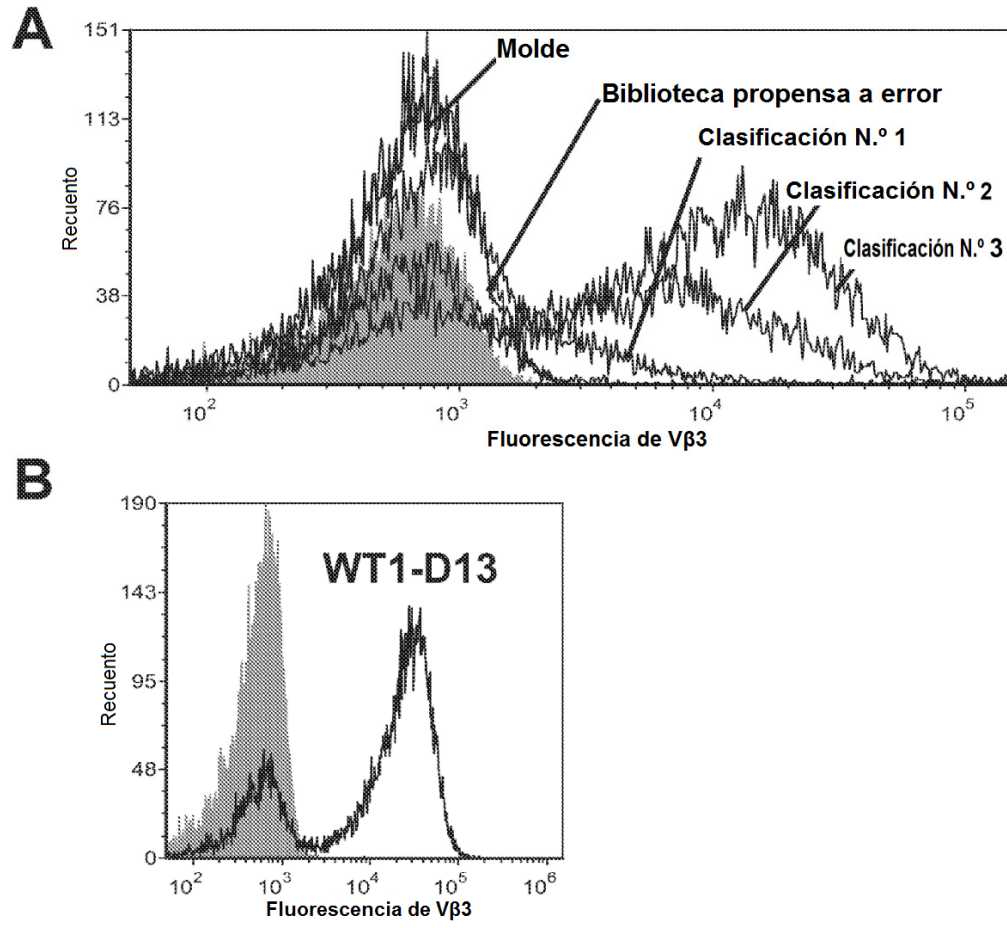 A
151
113
76
38
0
Recuento
Molde
Biblioteca propensa a error
Clasificación N.º 1
Clasificación N.º 2
Clasificación N.º 3
10² 10³ 10⁴ 10⁵
Fluorescencia de Vβ3
B
190
143
95
48
0
Recuento
WT1-D13
10² 10³ 10⁴ 10⁵ 10⁶
Fluorescencia de Vβ3